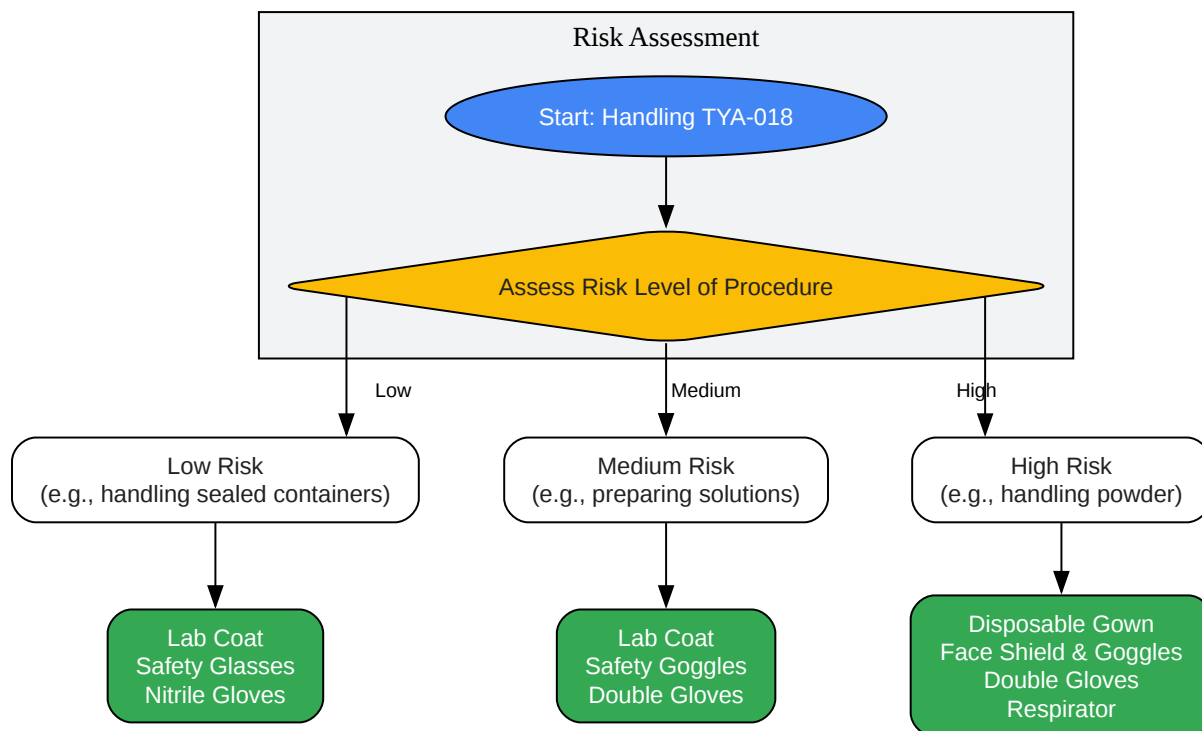 Risk Assessment
Start: Handling TYA-018
Assess Risk Level of Procedure
Low
Medium
High
Low Risk
(e.g., handling sealed containers)
Medium Risk
(e.g., preparing solutions)
High Risk
(e.g., handling powder)
Lab Coat
Safety Glasses
Nitrile Gloves
Lab Coat
Safety Goggles
Double Gloves
Disposable Gown
Face Shield & Goggles
Double Gloves
Respirator